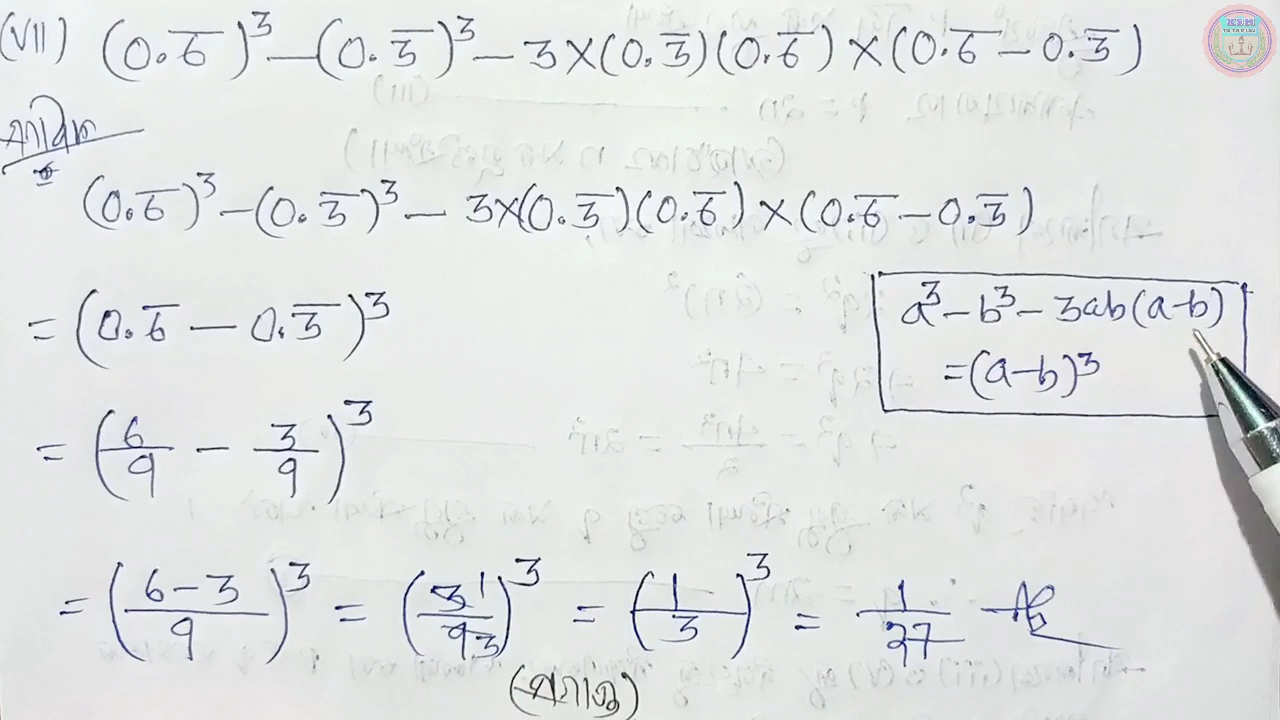 (VII) (0.6̅)³ – (0.3̅)³ – 3×(0.3̅)(0.6̅)×(0.6̅ – 0.3̅)
(0.6̅)³ – (0.3̅)³ – 3×(0.3̅)(0.6̅)×(0.6̅ – 0.3̅)
= (0.6̅ – 0.3̅)³
a³ – b³ – 3ab(a–b)
= (a–b)³
= (6/9 – 3/9)³
= ((6–3)/9)³ = (3 1/9 3)³ = (1/3)³ = 1/27
(ସମାପ୍ତ)